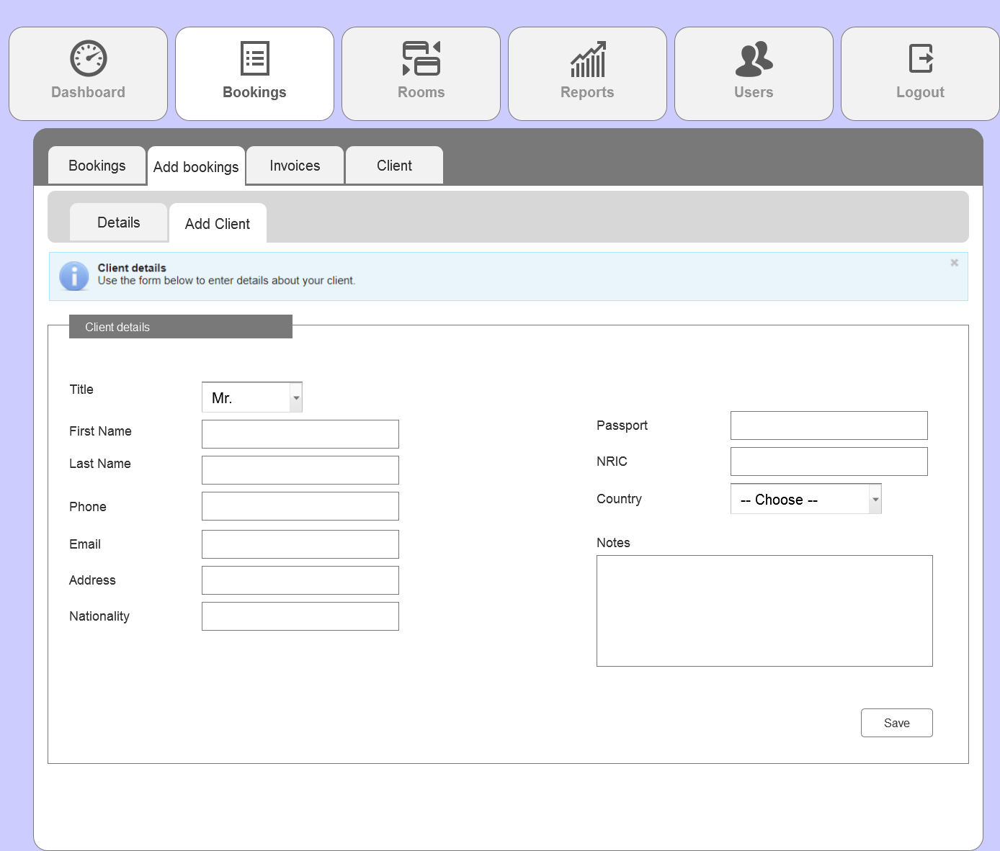 Dashboard
Bookings
Rooms
Reports
Users
Logout
Bookings
Add bookings
Invoices
Client
Details
Add Client
Client details
Use the form below to enter details about your client.
Client details
Title
Mr.
First Name
Last Name
Phone
Email
Address
Nationality
Passport
NRIC
Country
-- Choose --
Notes
Save